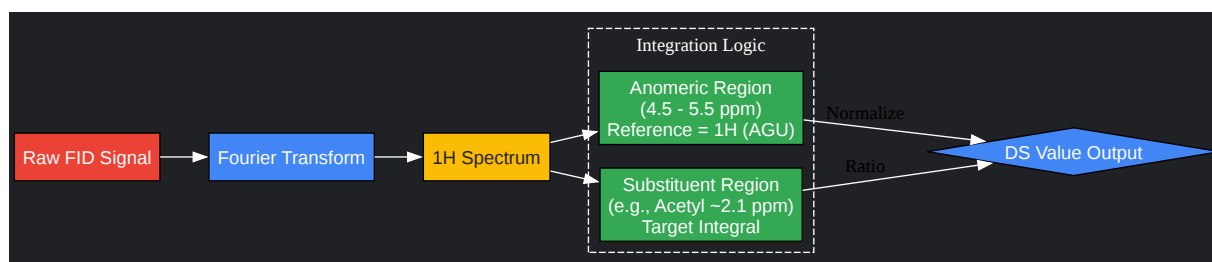 Raw FID Signal
Fourier Transform
1H Spectrum
Integration Logic
Anomeric Region
(4.5 - 5.5 ppm)
Reference = 1H (AGU)
Substituent Region
(e.g., Acetyl ~2.1 ppm)
Target Integral
Normalize
Ratio
DS Value Output